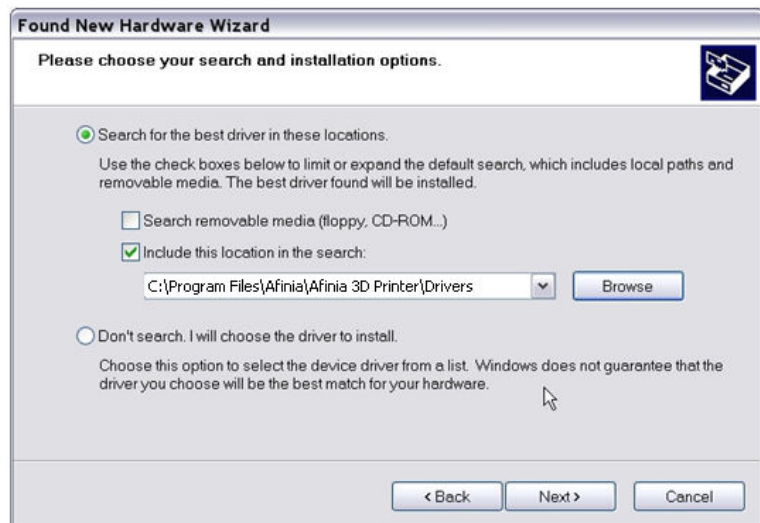 Found New Hardware Wizard
Please choose your search and installation options.
Search for the best driver in these locations.
Use the check boxes below to limit or expand the default search, which includes local paths and
removable media. The best driver found will be installed.
Search removable media (floppy, CD-ROM...)
Include this location in the search:
C:\Program Files\Afinia\Afinia 3D Printer\Drivers
Browse
Don't search. I will choose the driver to install.
Choose this option to select the device driver from a list. Windows does not guarantee that the
driver you choose will be the best match for your hardware.
< Back Next > Cancel